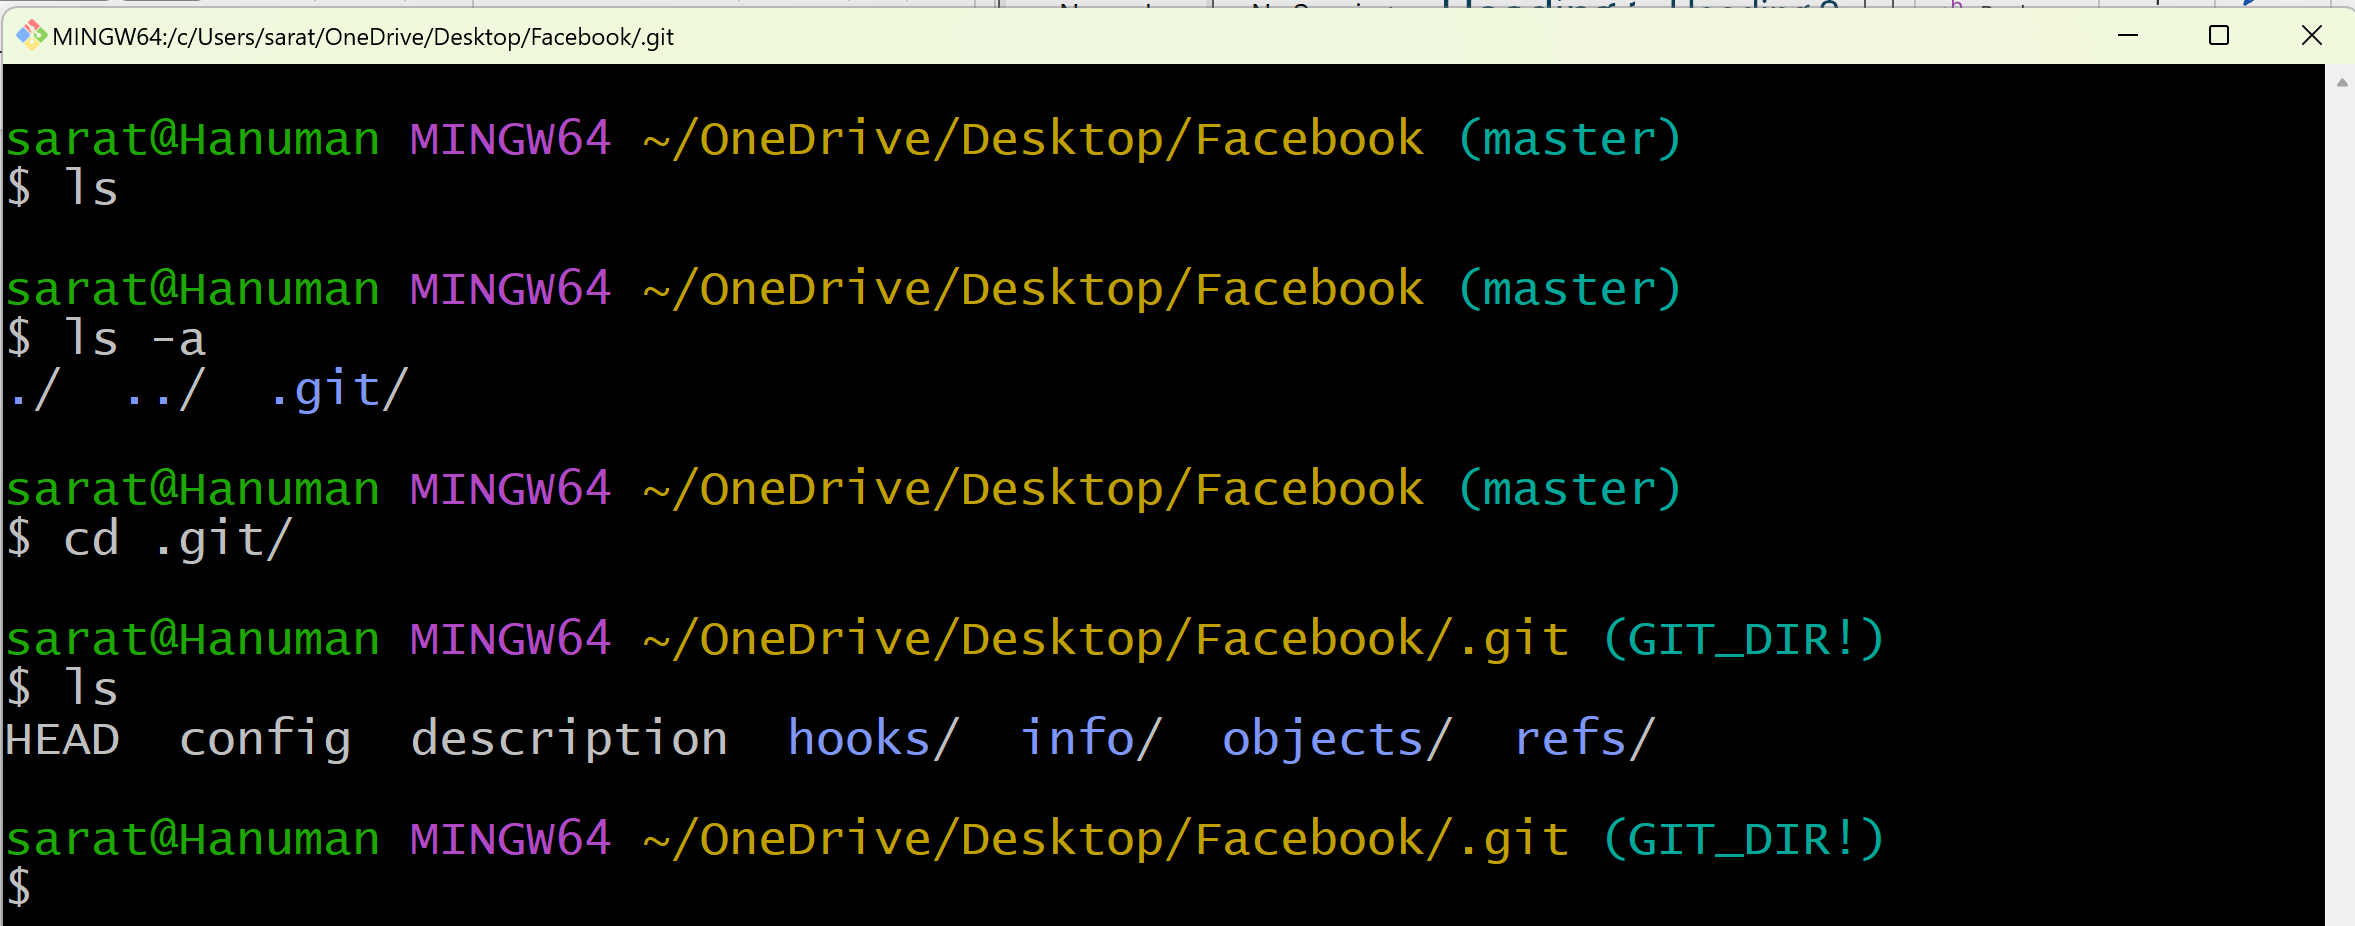 MINGW64:/c/Users/sarat/OneDrive/Desktop/Facebook/.git
sarat@Hanuman MINGW64 ~/OneDrive/Desktop/Facebook (master)
$ ls
sarat@Hanuman MINGW64 ~/OneDrive/Desktop/Facebook (master)
$ ls -a
./  ../  .git/
sarat@Hanuman MINGW64 ~/OneDrive/Desktop/Facebook (master)
$ cd .git/
sarat@Hanuman MINGW64 ~/OneDrive/Desktop/Facebook/.git (GIT_DIR!)
$ ls
HEAD  config  description  hooks/  info/  objects/  refs/
sarat@Hanuman MINGW64 ~/OneDrive/Desktop/Facebook/.git (GIT_DIR!)
$